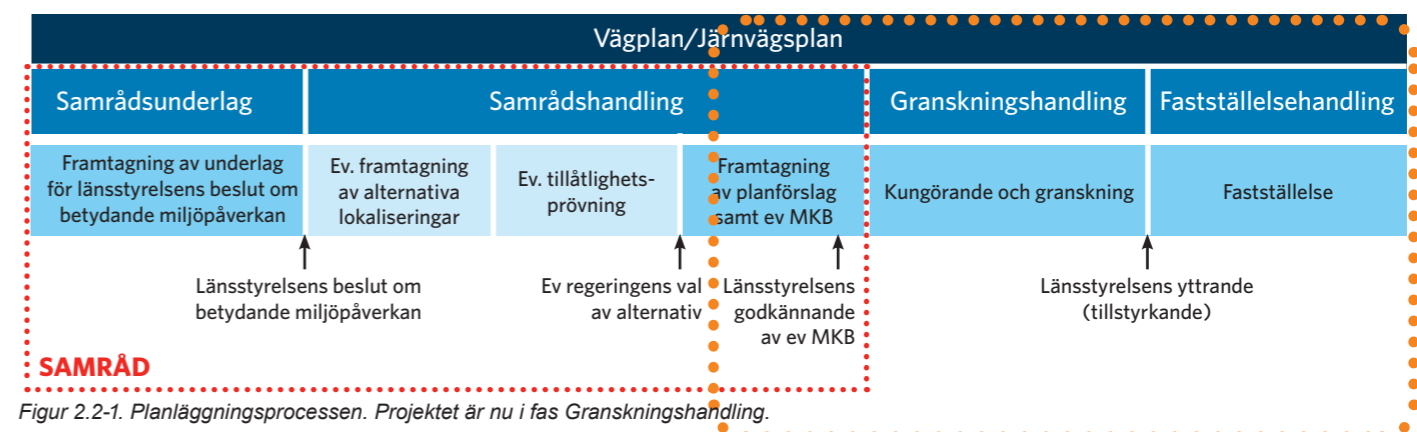 Vägplan/Järnvägsplan
Samrådsunderlag
Samrådshandling
Granskningshandling
Fastställelsehandling
Framtagning av underlag
för länsstyrelsens beslut om
betydande miljöpåverkan
Ev. framtagning
av alternativa
lokaliseringar
Ev. tillåtlighets-
prövning
Framtagning
av planförslag
samt ev MKB
Kungörande och granskning
Fastställelse
Länsstyrelsens beslut om
betydande miljöpåverkan
Ev regeringens val
av alternativ
Länsstyrelsens
godkännande
av ev MKB
Länsstyrelsens yttrande
(tillstyrkande)
SAMRÅD
Figur 2.2-1. Planläggningsprocessen. Projektet är nu i fas Granskningshandling.